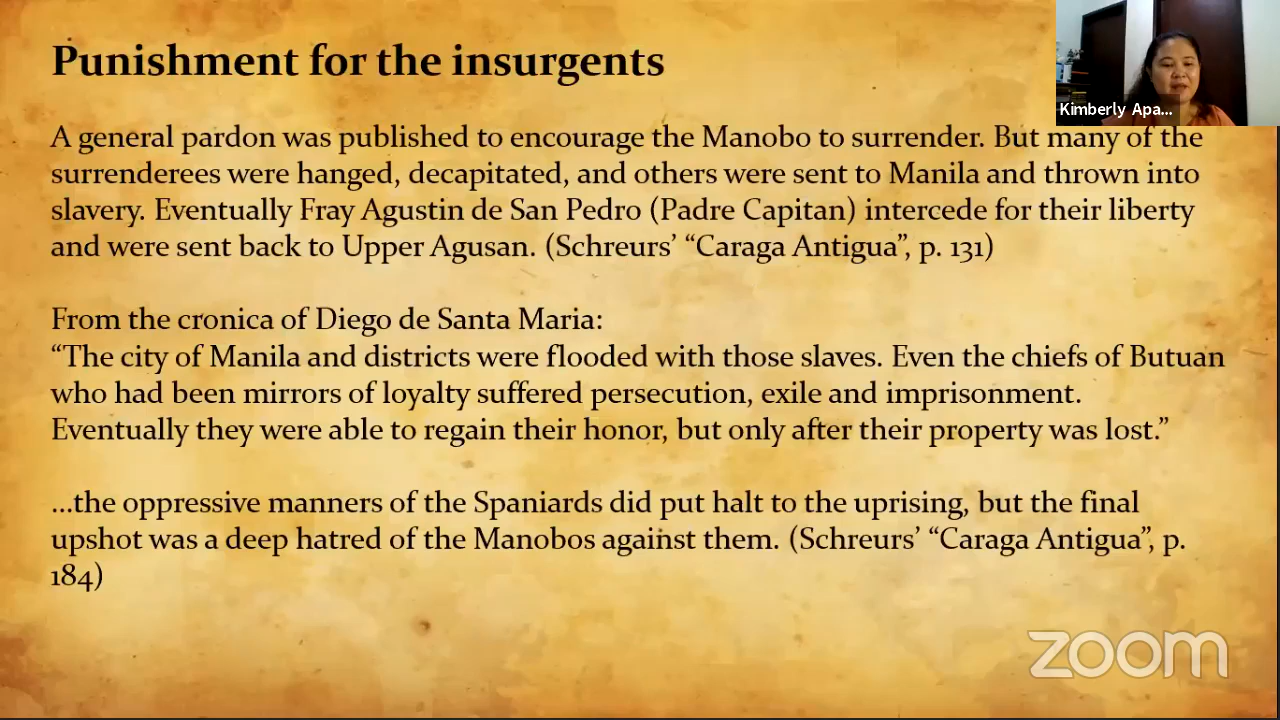 Punishment for the insurgents
Kimberly Apa...
A general pardon was published to encourage the Manobo to surrender. But many of the
surrenderees were hanged, decapitated, and others were sent to Manila and thrown into
slavery. Eventually Fray Agustin de San Pedro (Padre Capitan) intercede for their liberty
and were sent back to Upper Agusan. (Schreurs’ “Caraga Antigua”, p. 131)
From the cronica of Diego de Santa Maria:
“The city of Manila and districts were flooded with those slaves. Even the chiefs of Butuan
who had been mirrors of loyalty suffered persecution, exile and imprisonment.
Eventually they were able to regain their honor, but only after their property was lost.”
...the oppressive manners of the Spaniards did put halt to the uprising, but the final
upshot was a deep hatred of the Manobos against them. (Schreurs’ “Caraga Antigua”, p.
184)
zoom